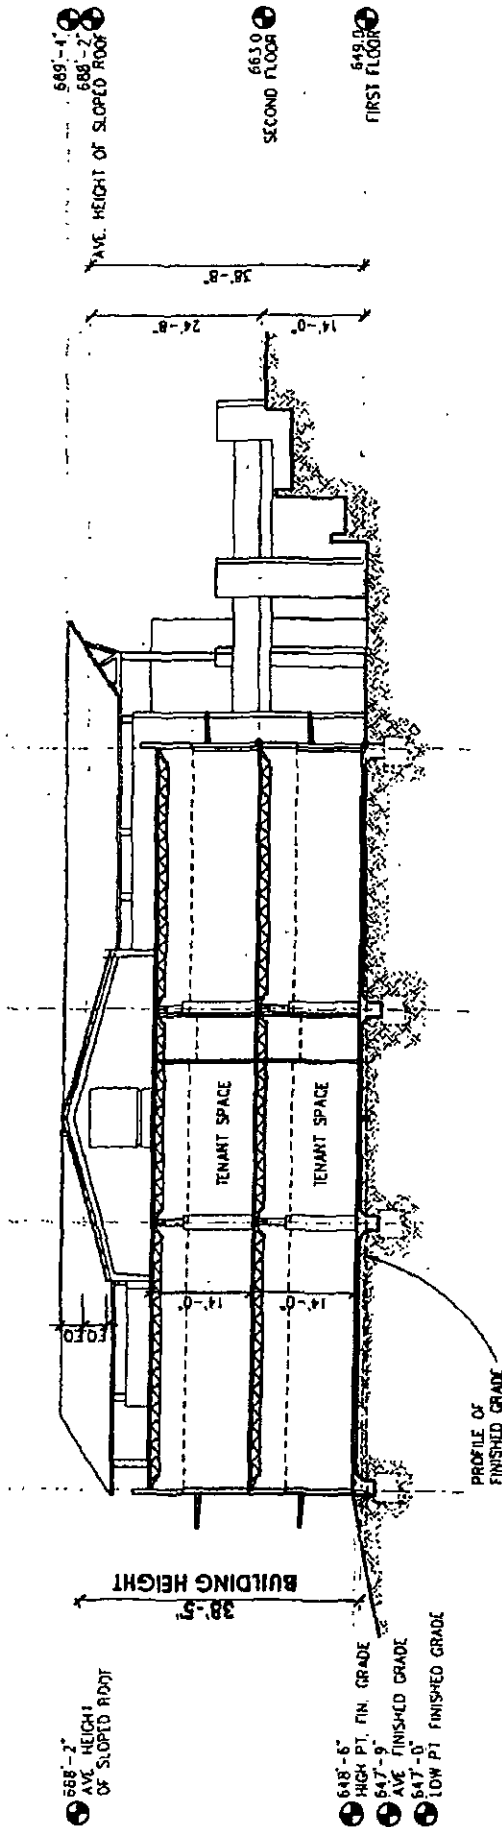 689'-4"
688'-2"
AVE. HEIGHT OF SLOPED ROOF
663.0
SECOND FLOOR
649.0
FIRST FLOOR
38'-8"
24'-8"
14'-0"
TENANT SPACE
TENANT SPACE
14'-0"
14'-0"
EQ
EQ
PROFILE OF
FINISHED GRADE
38'-5"
BUILDING HEIGHT
688'-2"
AVE HEIGHT
OF SLOPED ROOF
648'-6"
HIGH PT. FIN. GRADE
647'-9"
AVE FINISHED GRADE
647'-0"
LOW PT FINISHED GRADE